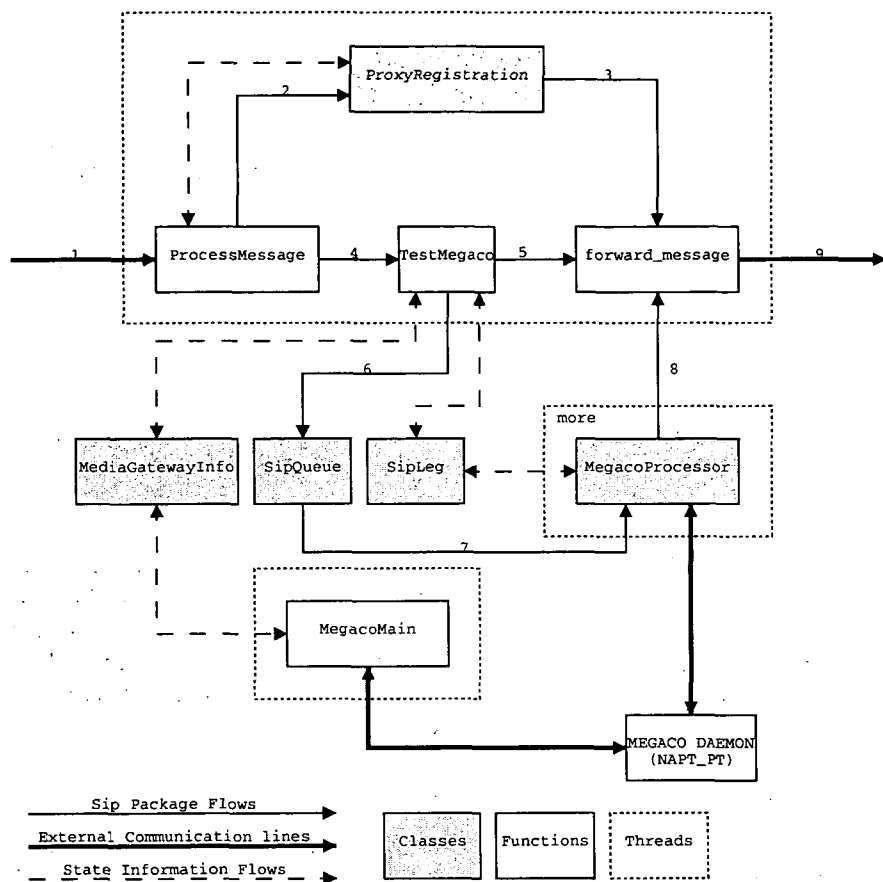 ProxyRegistration
2
3
1
ProcessMessage
4
TestMegaco
5
forward_message
9
6
8
more
MediaGatewayInfo
SipQueue
SipLeg
MegacoProcessor
7
MegacoMain
MEGACO DAEMON
(NAPT_PT)
Sip Package Flows
External Communication lines
State Information Flows
Classes
Functions
Threads